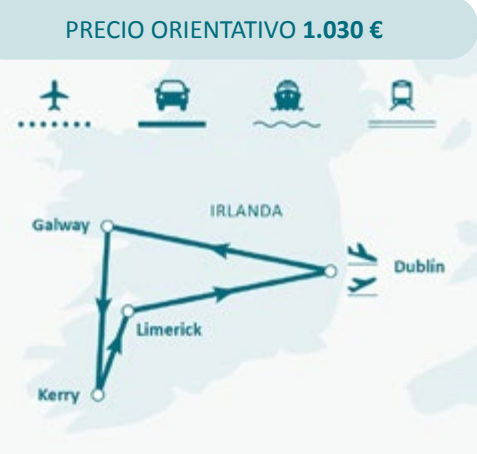 PRECIO ORIENTATIVO 1.030 €
IRLANDA
Galway
Dublín
Limerick
Kerry